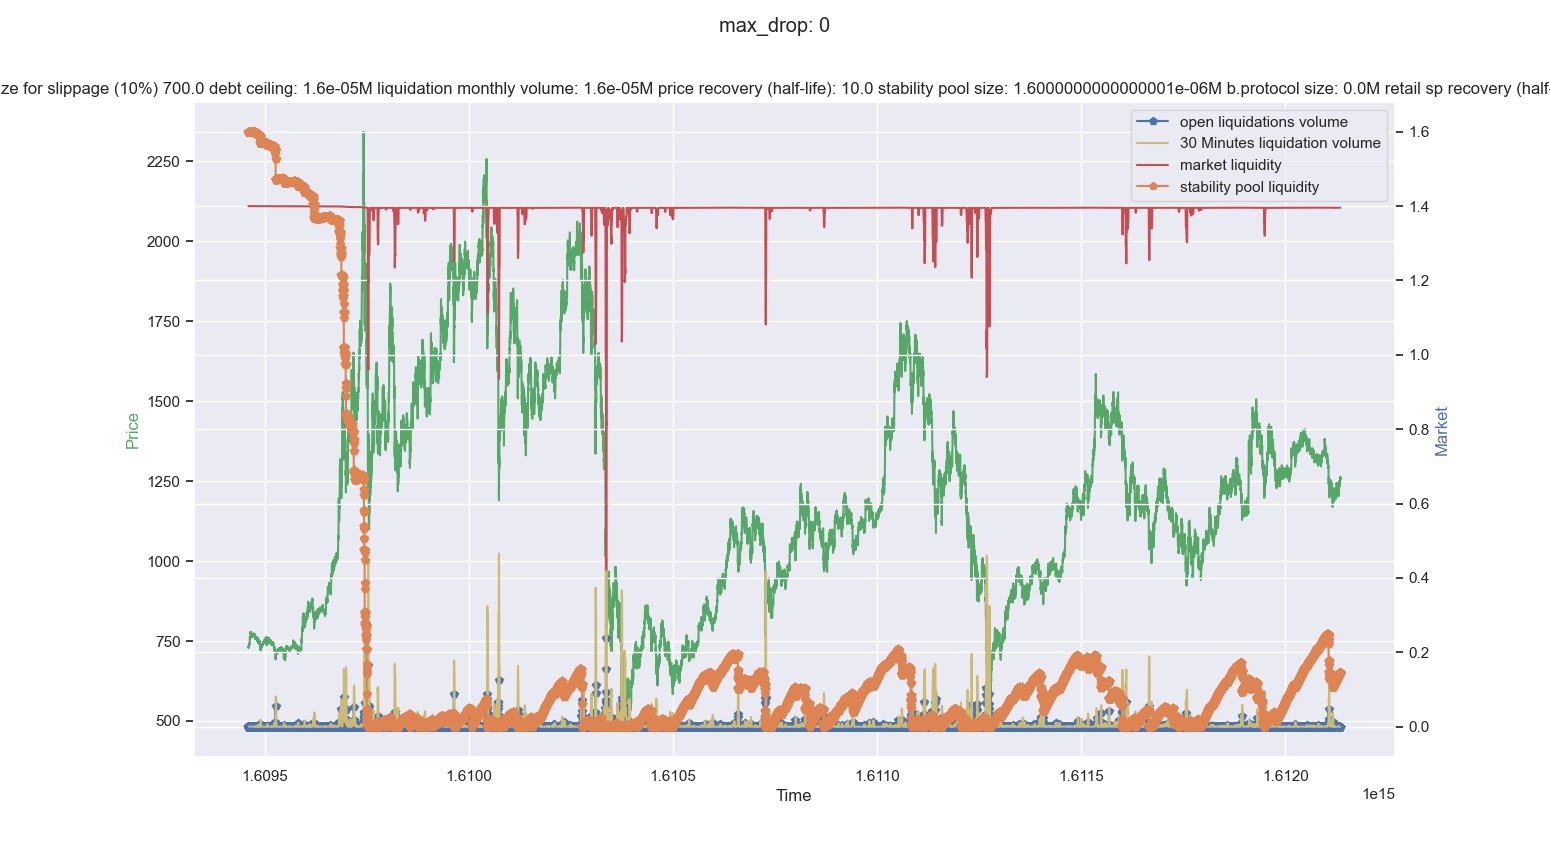 max_drop: 0
ze for slippage (10%) 700.0 debt ceiling: 1.6e-05M liquidation monthly volume: 1.6e-05M price recovery (half-life): 10.0 stability pool size: 1.6000000000000001e-06M b.protocol size: 0.0M retail sp recovery (half-
open liquidations volume
30 Minutes liquidation volume
market liquidity
stability pool liquidity
2250
2000
1750
1500
1250
1000
750
500
Price
1.6
1.4
1.2
1.0
0.8
0.6
0.4
0.2
0.0
Market
1.6095
1.6100
1.6105
1.6110
1.6115
1.6120
1e15
Time